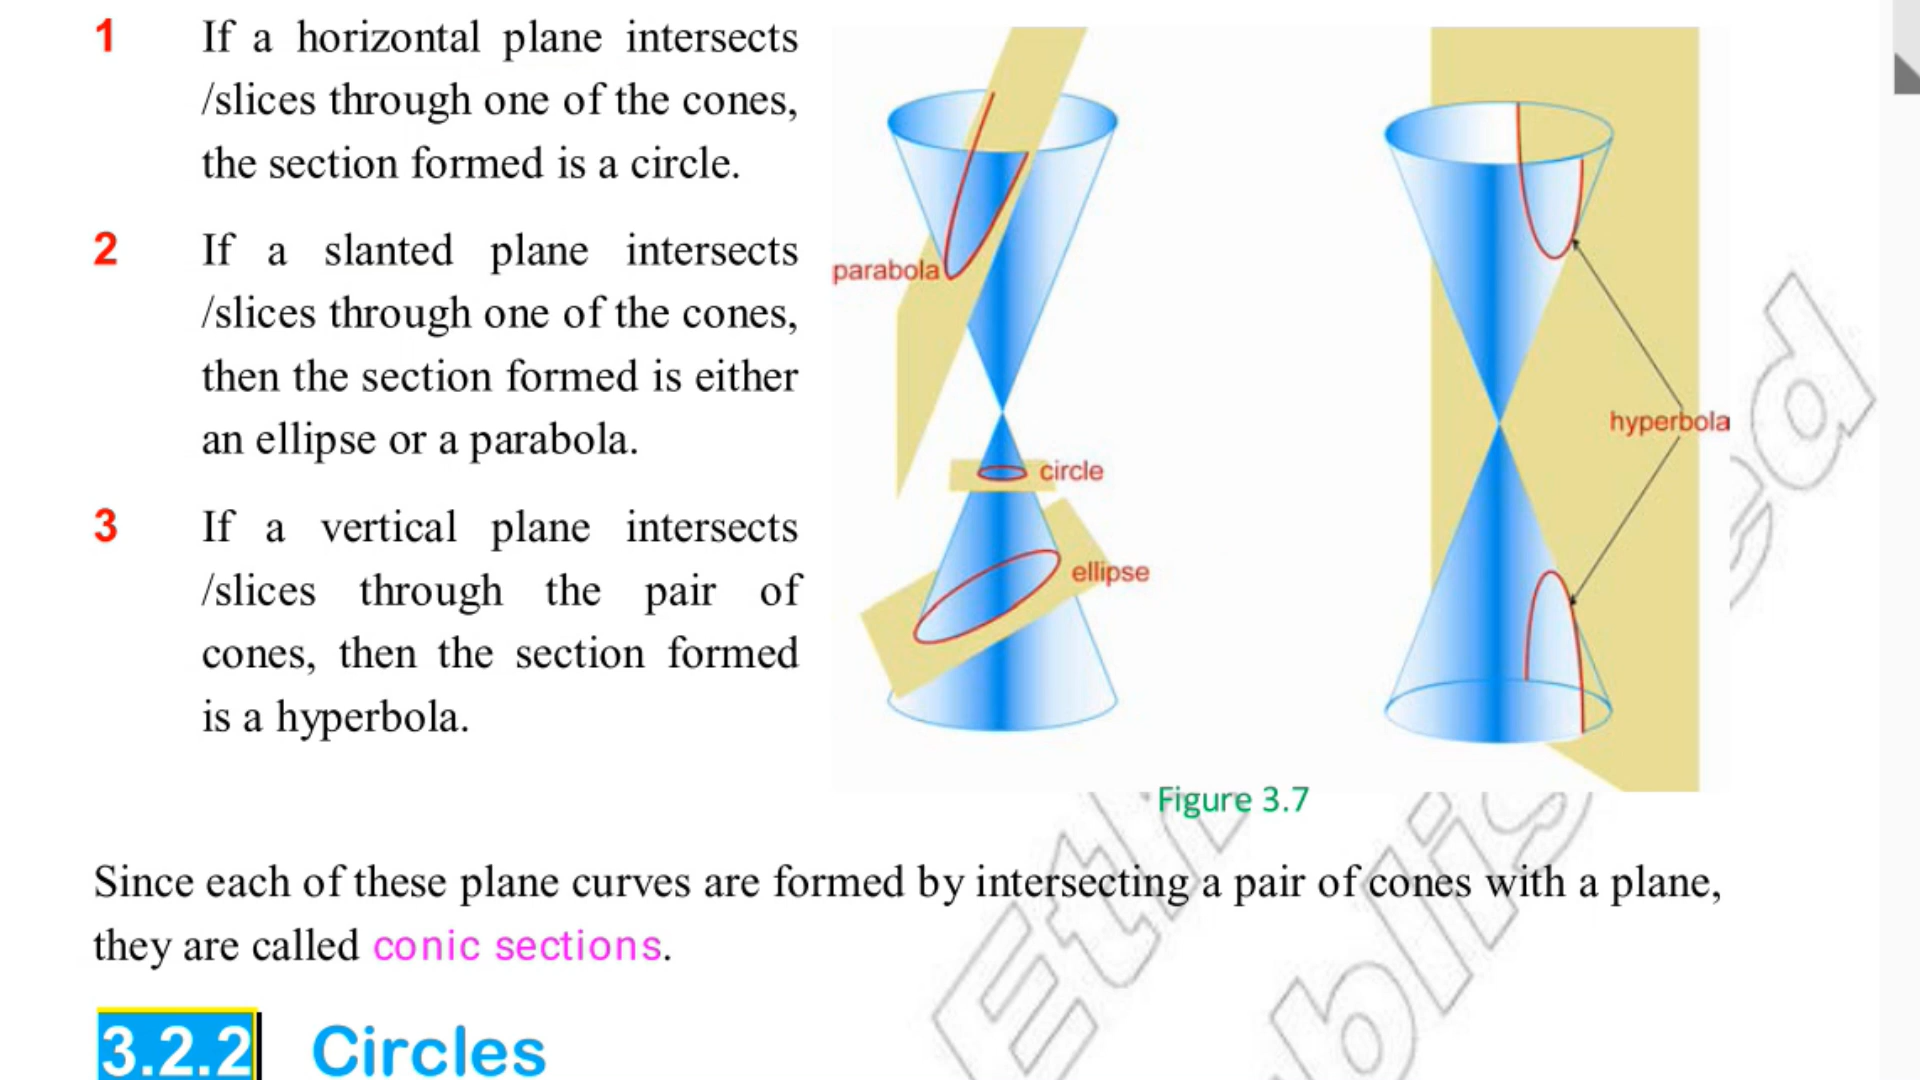 1 If a horizontal plane intersects
/slices through one of the cones,
the section formed is a circle.
2 If a slanted plane intersects
/slices through one of the cones,
then the section formed is either
an ellipse or a parabola.
3 If a vertical plane intersects
/slices through the pair of
cones, then the section formed
is a hyperbola.
parabola
circle
ellipse
hyperbola
Figure 3.7
Since each of these plane curves are formed by intersecting a pair of cones with a plane,
they are called conic sections.
3.2.2 Circles